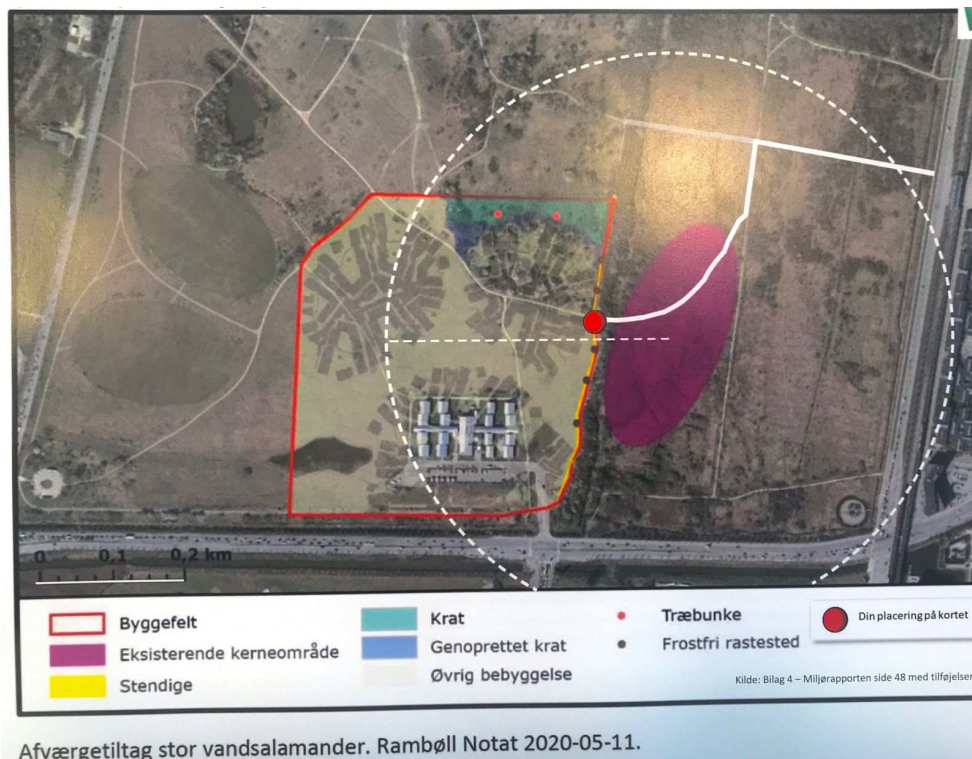 0 0,1 0,2 km
Byggefelt
Eksisterende kerneområde
Stendige
Krat
Genoprettet krat
Øvrig bebyggelse
Træbunke
Frostfri rastested
Din placering på kortet
Kilde: Bilag 4 – Miljørapporten side 48 med tilføjelser
Afværgetiltag stor vandsalamander. Rambøll Notat 2020-05-11.